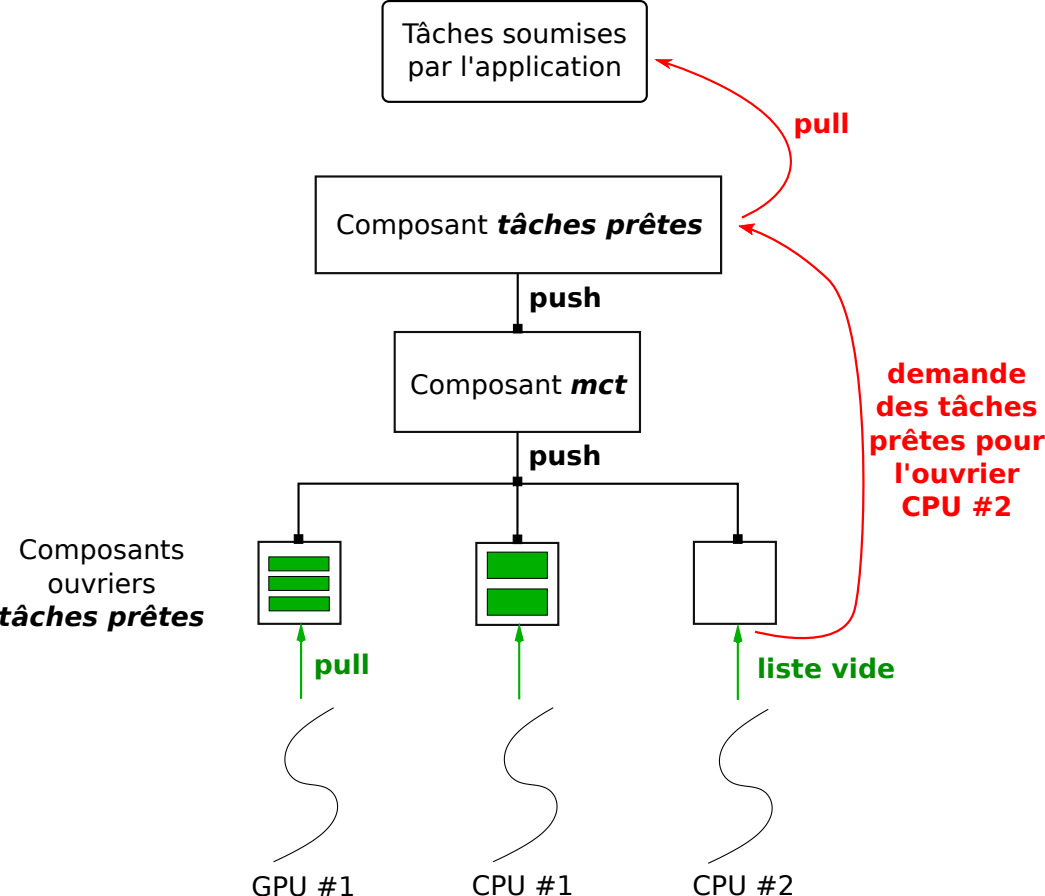 Tâches soumises
par l'application
pull
Composant tâches prêtes
push
Composant mct
demande
des tâches
prêtes pour
l'ouvrier
CPU #2
push
Composants
ouvriers
tâches prêtes
pull
liste vide
GPU #1
CPU #1
CPU #2